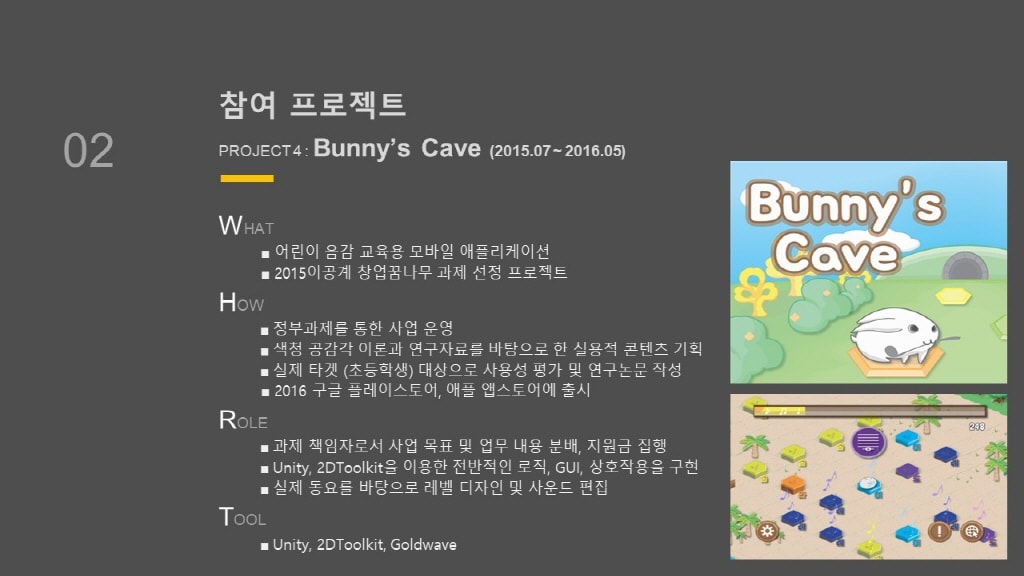 참여 프로젝트
02
PROJECT 4 : Bunny’s Cave (2015.07 ~ 2016.05)
WHAT
■ 어린이 음감 교육용 모바일 애플리케이션
■ 2015이공계 창업꿈나무 과제 선정 프로젝트
HOW
■ 정부과제를 통한 사업 운영
■ 색청 공감각 이론과 연구자료를 바탕으로 한 실용적 콘텐츠 기획
■ 실제 타겟 (초등학생) 대상으로 사용성 평가 및 연구논문 작성
■ 2016 구글 플레이스토어, 애플 앱스토어에 출시
ROLE
■ 과제 책임자로서 사업 목표 및 업무 내용 분배, 지원금 집행
■ Unity, 2DToolkit을 이용한 전반적인 로직, GUI, 상호작용을 구현
■ 실제 동요를 바탕으로 레벨 디자인 및 사운드 편집
TOOL
■ Unity, 2DToolkit, Goldwave
Bunny's
Cave